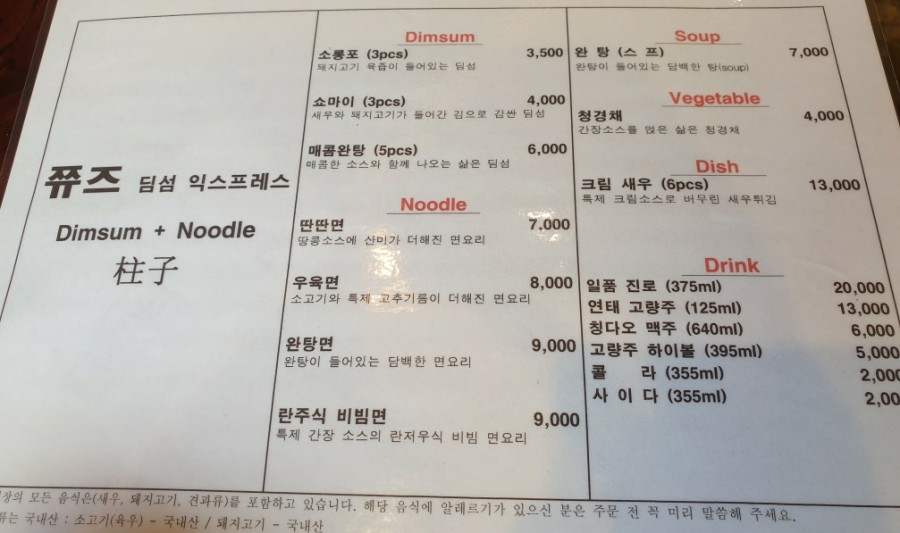 쮸즈 딤섬 익스프레스
Dimsum + Noodle
柱子
Dimsum
소롱포 (3pcs) 3,500
돼지고기 육즙이 들어있는 딤섬
쇼마이 (3pcs) 4,000
새우와 돼지고기가 들어간 김으로 감싼 딤섬
매콤완탕 (5pcs) 6,000
매콤한 소스와 함께 나오는 삶은 딤섬
Noodle
딴딴면 7,000
땅콩소스에 산미가 더해진 면요리
우육면 8,000
소고기와 특제 고추기름이 더해진 면요리
완탕면 9,000
완탕이 들어있는 담백한 면요리
란주식 비빔면 9,000
특제 간장 소스의 란저우식 비빔 면요리
Soup
완 탕 (스 프) 7,000
완탕이 들어있는 담백한 탕(soup)
Vegetable
청경채 4,000
간장소스를 얹은 삶은 청경채
Dish
크림 새우 (6pcs) 13,000
특제 크림소스로 버무린 새우튀김
Drink
일품 진로 (375ml) 20,000
연태 고량주 (125ml) 13,000
칭다오 맥주 (640ml) 6,000
고량주 하이볼 (395ml) 5,000
콜 라 (355ml) 2,000
사 이 다 (355ml) 2,00
모든 음식은(새우, 돼지고기, 견과류)를 포함하고 있습니다. 해당 음식에 알레르기가 있으신 분은 주문 전 꼭 미리 말씀해 주세요.
국내산 : 소고기(육우) - 국내산 / 돼지고기 - 국내산